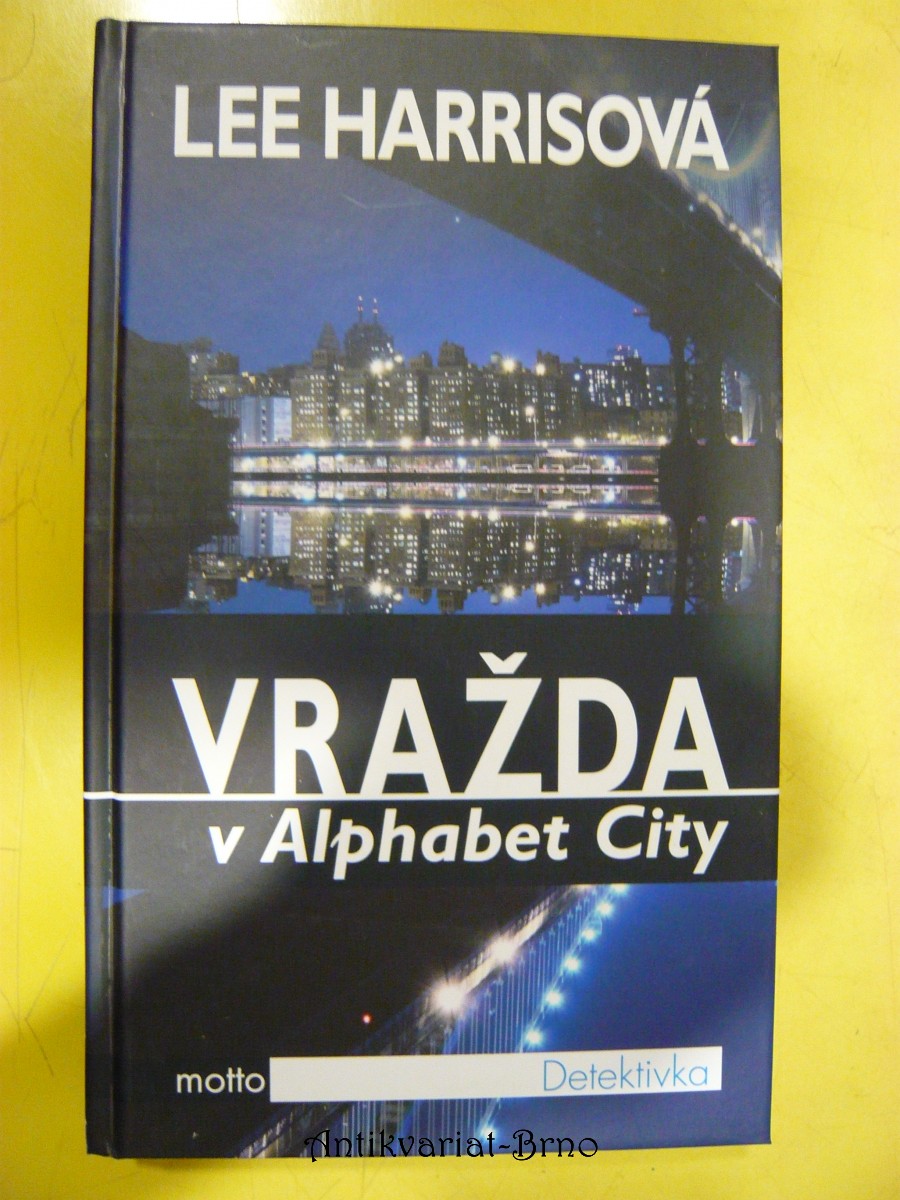 LEE HARRISOVÁ
VRAŽDA
v Alphabet City
motto Detektivka
Antikvariat-Brno